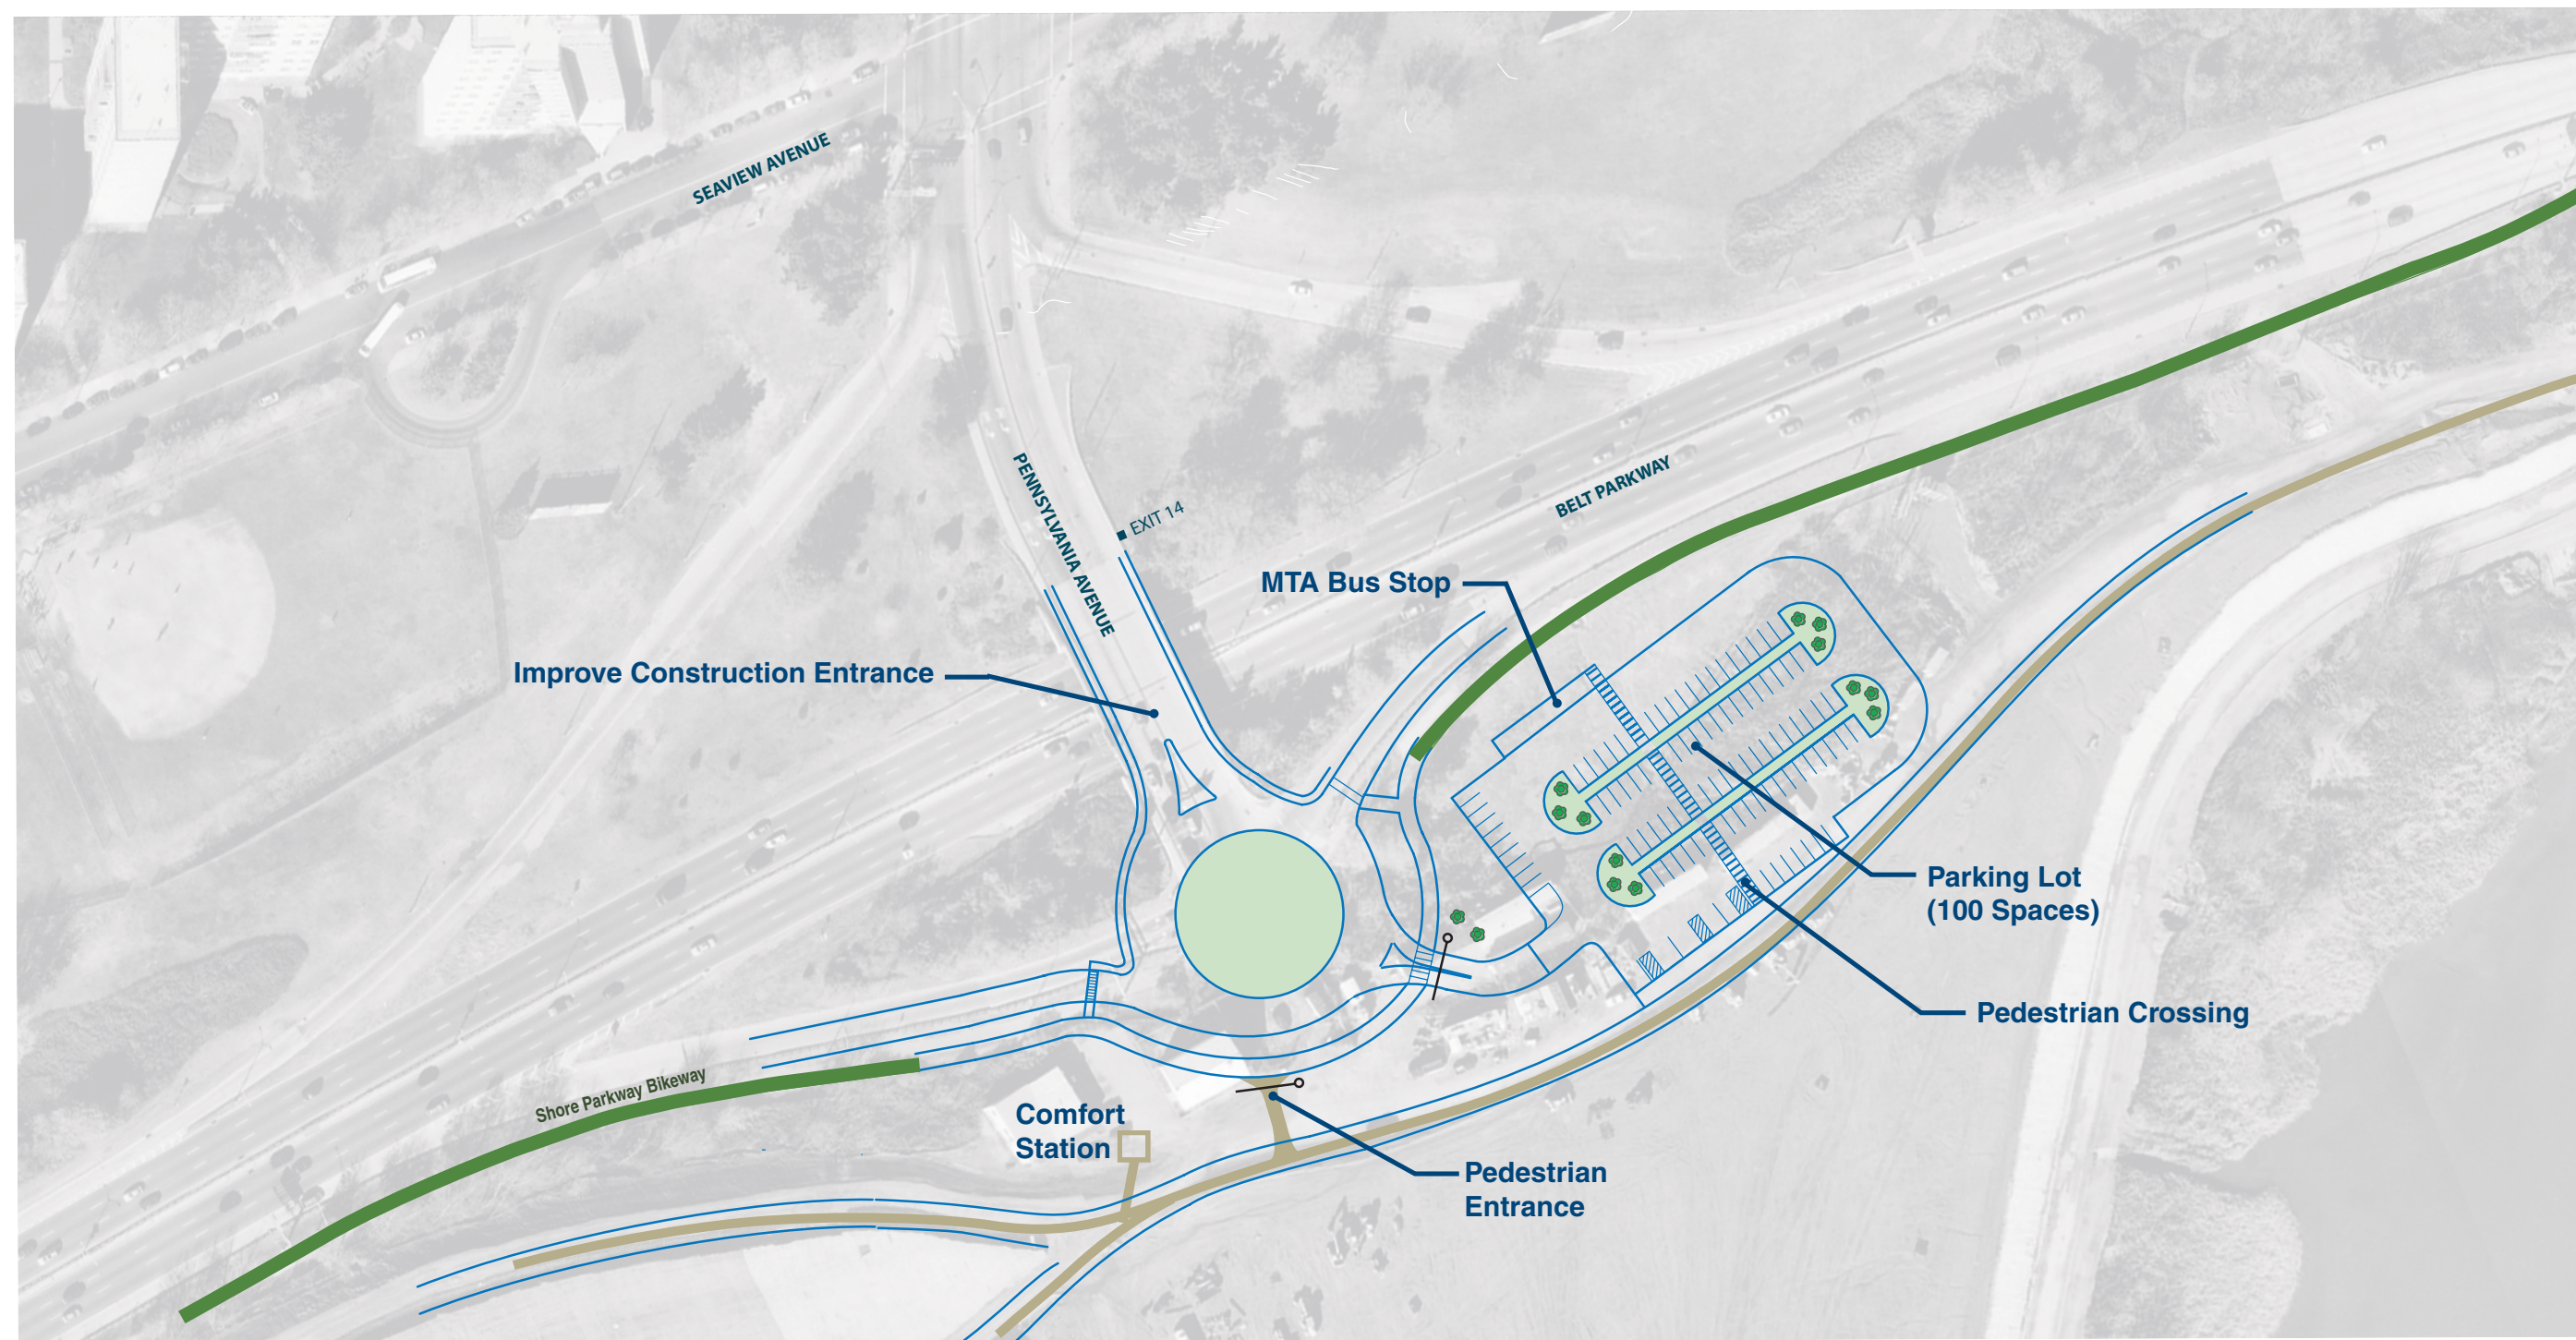 SEAVIEW AVENUE
PENNSYLVANIA AVENUE
EXIT 14
BELT PARKWAY
MTA Bus Stop
Improve Construction Entrance
Parking Lot
(100 Spaces)
Pedestrian Crossing
Shore Parkway Bikeway
Comfort
Station
Pedestrian
Entrance